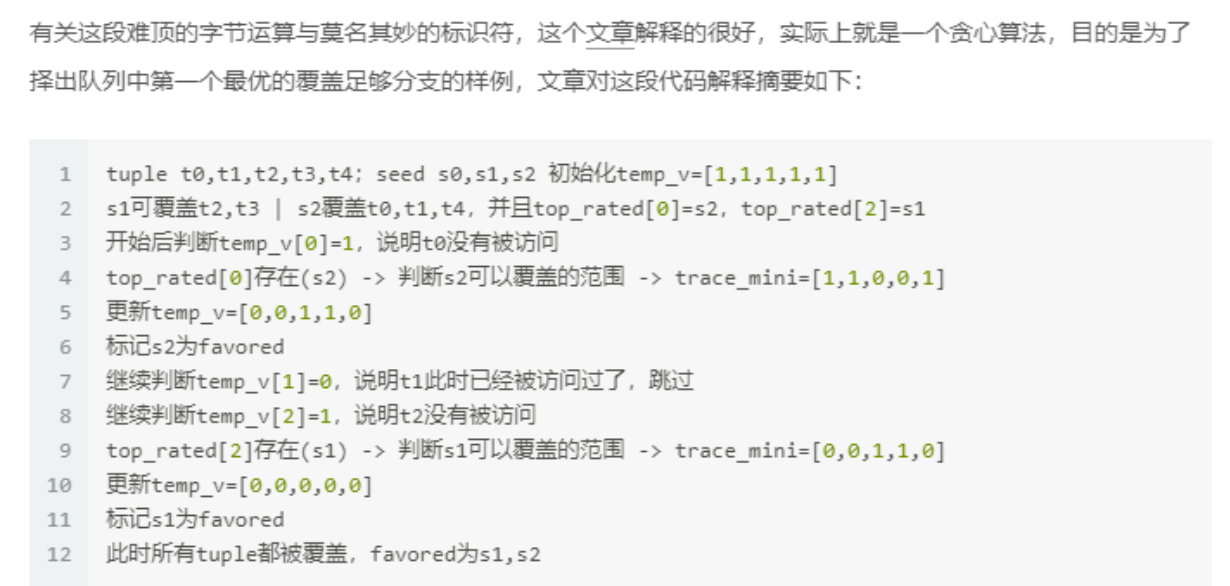 有关这段难顶的字节运算与莫名其妙的标识符，这个文章解释的很好，实际上就是一个贪心算法，目的是为了
择出队列中第一个最优的覆盖足够分支的样例，文章对这段代码解释摘要如下：
1 tuple t0,t1,t2,t3,t4; seed s0,s1,s2 初始化temp_v=[1,1,1,1,1]
2 s1可覆盖t2,t3 | s2覆盖t0,t1,t4，并且top_rated[0]=s2，top_rated[2]=s1
3 开始后判断temp_v[0]=1，说明t0没有被访问
4 top_rated[0]存在(s2) -> 判断s2可以覆盖的范围 -> trace_mini=[1,1,0,0,1]
5 更新temp_v=[0,0,1,1,0]
6 标记s2为favored
7 继续判断temp_v[1]=0，说明t1此时已经被访问过了，跳过
8 继续判断temp_v[2]=1，说明t2没有被访问
9 top_rated[2]存在(s1) -> 判断s1可以覆盖的范围 -> trace_mini=[0,0,1,1,0]
10 更新temp_v=[0,0,0,0,0]
11 标记s1为favored
12 此时所有tuple都被覆盖，favored为s1,s2